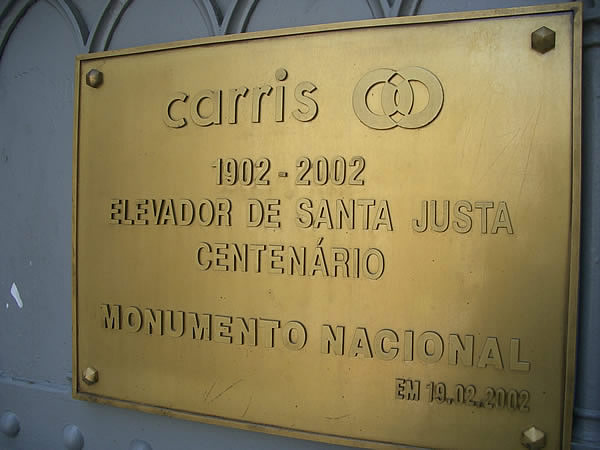 carris
1902 - 2002
ELEVADOR DE SANTA JUSTA
CENTENÁRIO
MONUMENTO NACIONAL
EM 19..02..2002